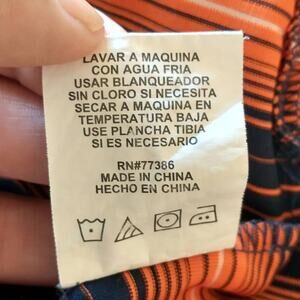 LAVAR A MAQUINA
CON AGUA FRIA
USAR BLANQUEADOR
SIN CLORO SI NECESITA
SECAR A MAQUINA EN
TEMPERATURA BAJA
USE PLANCHA TIBIA
SI ES NECESARIO
RN#77386
MADE IN CHINA
HECHO EN CHINA